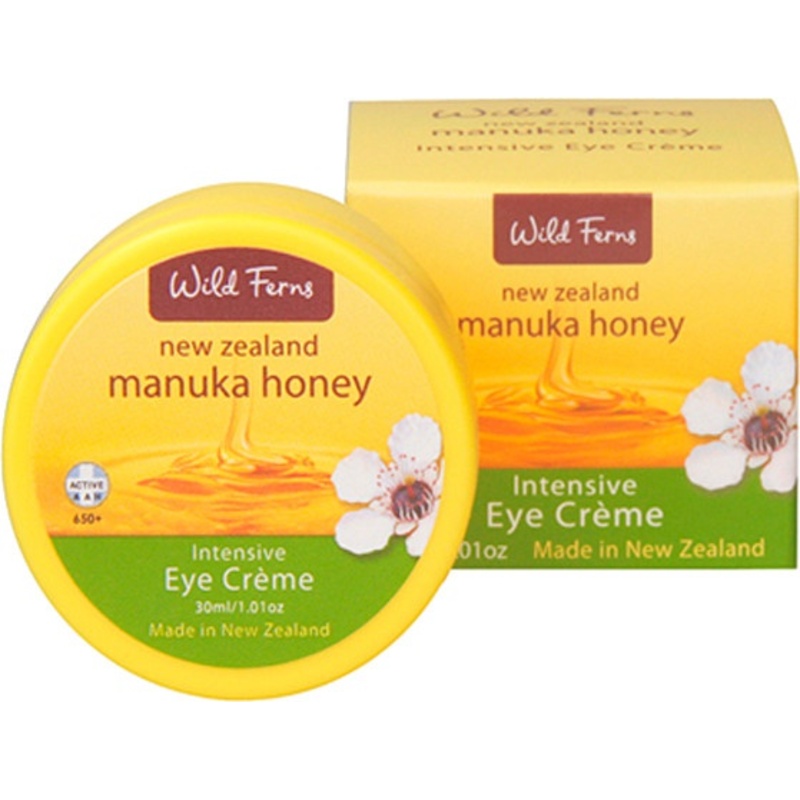 Wild Ferns
new zealand
manuka honey
ACTIVE
650+
Intensive
Eye Crème
30ml/1.01oz
Made in New Zealand
Wild Ferns
new zealand
manuka honey
Intensive Eye Crème
Wild Ferns
new zealand
manuka honey
Intensive
Eye Crème
.01oz Made in New Zealand